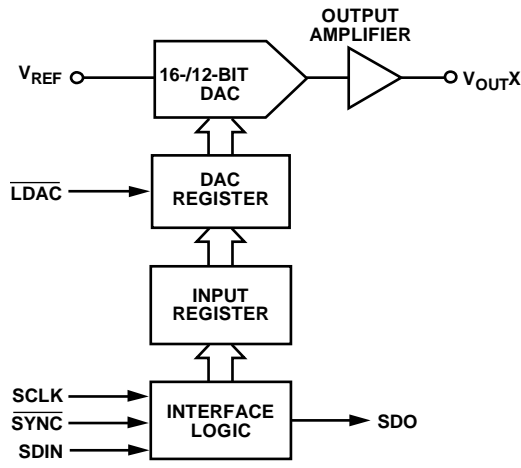 OUTPUT
AMPLIFIER
VREF
16-/12-BIT
DAC
VOUTX
LDAC
DAC
REGISTER
INPUT
REGISTER
SCLK
SYNC
SDIN
INTERFACE
LOGIC
SDO